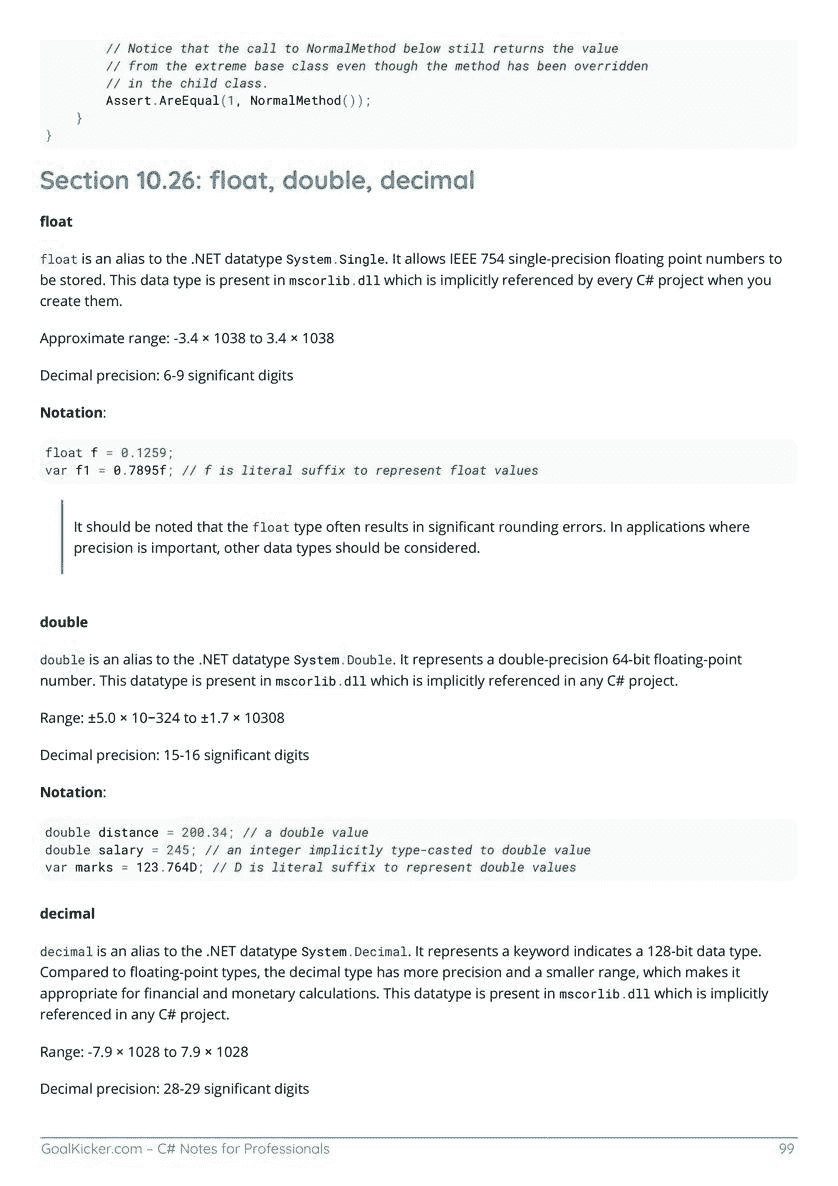 // Notice that the call to NormalMethod below still returns the value
// from the extreme base class even though the method has been overridden
// in the child class.
Assert.AreEqual(1, NormalMethod());
}
}
Section 10.26: float, double, decimal
float
float is an alias to the .NET datatype System.Single. It allows IEEE 754 single-precision floating point numbers to
be stored. This data type is present in mscorlib.dll which is implicitly referenced by every C# project when you
create them.
Approximate range: -3.4 × 1038 to 3.4 × 1038
Decimal precision: 6-9 significant digits
Notation:
float f = 0.1259;
var f1 = 0.7895f; // f is literal suffix to represent float values
It should be noted that the float type often results in significant rounding errors. In applications where
precision is important, other data types should be considered.
double
double is an alias to the .NET datatype System.Double. It represents a double-precision 64-bit floating-point
number. This datatype is present in mscorlib.dll which is implicitly referenced in any C# project.
Range: ±5.0 × 10−324 to ±1.7 × 10308
Decimal precision: 15-16 significant digits
Notation:
double distance = 200.34; // a double value
double salary = 245; // an integer implicitly type-casted to double value
var marks = 123.764D; // D is literal suffix to represent double values
decimal
decimal is an alias to the .NET datatype System.Decimal. It represents a keyword indicates a 128-bit data type.
Compared to floating-point types, the decimal type has more precision and a smaller range, which makes it
appropriate for financial and monetary calculations. This datatype is present in mscorlib.dll which is implicitly
referenced in any C# project.
Range: -7.9 × 1028 to 7.9 × 1028
Decimal precision: 28-29 significant digits
GoalKicker.com – C# Notes for Professionals 99